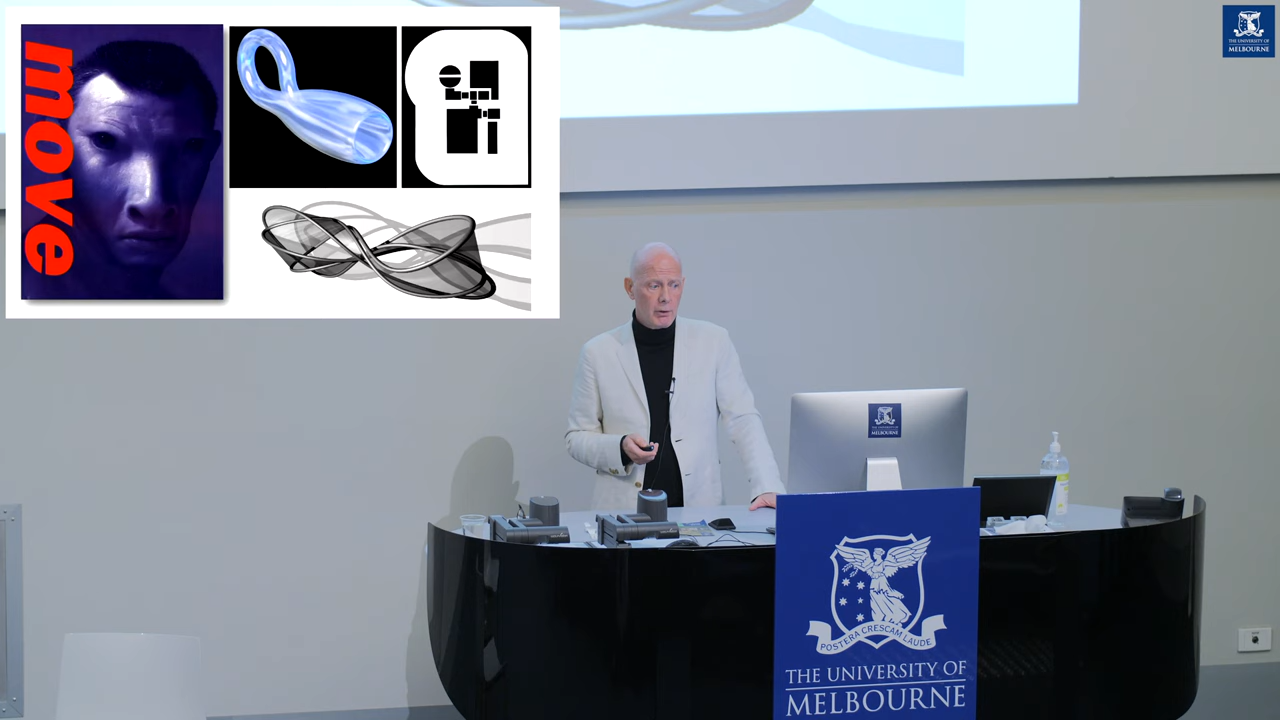 move
THE UNIVERSITY OF
MELBOURNE
THE UNIVERSITY OF
MELBOURNE
POSTERA CRESCAM LAUDE
THE UNIVERSITY OF
MELBOURNE